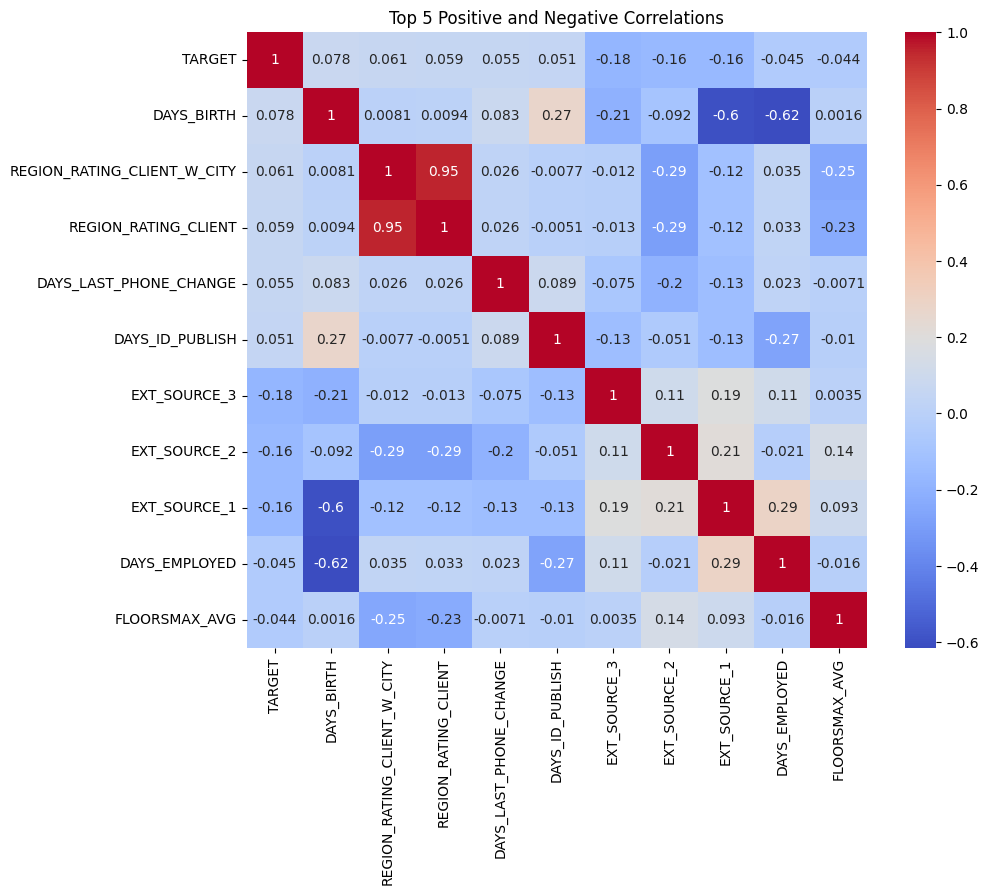 Top 5 Positive and Negative Correlations
TARGET 1 0.078 0.061 0.059 0.055 0.051 -0.18 -0.16 -0.16 -0.045 -0.044
DAYS_BIRTH 0.078 1 0.0081 0.0094 0.083 0.27 -0.21 -0.092 -0.6 -0.62 0.0016
REGION_RATING_CLIENT_W_CITY 0.061 0.0081 1 0.95 0.026 -0.0077 -0.012 -0.29 -0.12 0.035 -0.25
REGION_RATING_CLIENT 0.059 0.0094 0.95 1 0.026 -0.0051 -0.013 -0.29 -0.12 0.033 -0.23
DAYS_LAST_PHONE_CHANGE 0.055 0.083 0.026 0.026 1 0.089 -0.075 -0.2 -0.13 0.023 -0.0071
DAYS_ID_PUBLISH 0.051 0.27 -0.0077 -0.0051 0.089 1 -0.13 -0.051 -0.13 -0.27 -0.01
EXT_SOURCE_3 -0.18 -0.21 -0.012 -0.013 -0.075 -0.13 1 0.11 0.19 0.11 0.0035
EXT_SOURCE_2 -0.16 -0.092 -0.29 -0.29 -0.2 -0.051 0.11 1 0.21 -0.021 0.14
EXT_SOURCE_1 -0.16 -0.6 -0.12 -0.12 -0.13 -0.13 0.19 0.21 1 0.29 0.093
DAYS_EMPLOYED -0.045 -0.62 0.035 0.033 0.023 -0.27 0.11 -0.021 0.29 1 -0.016
FLOORSMAX_AVG -0.044 0.0016 -0.25 -0.23 -0.0071 -0.01 0.0035 0.14 0.093 -0.016 1
TARGET
DAYS_BIRTH
REGION_RATING_CLIENT_W_CITY
REGION_RATING_CLIENT
DAYS_LAST_PHONE_CHANGE
DAYS_ID_PUBLISH
EXT_SOURCE_3
EXT_SOURCE_2
EXT_SOURCE_1
DAYS_EMPLOYED
FLOORSMAX_AVG
1.0
0.8
0.6
0.4
0.2
0.0
−0.2
−0.4
−0.6